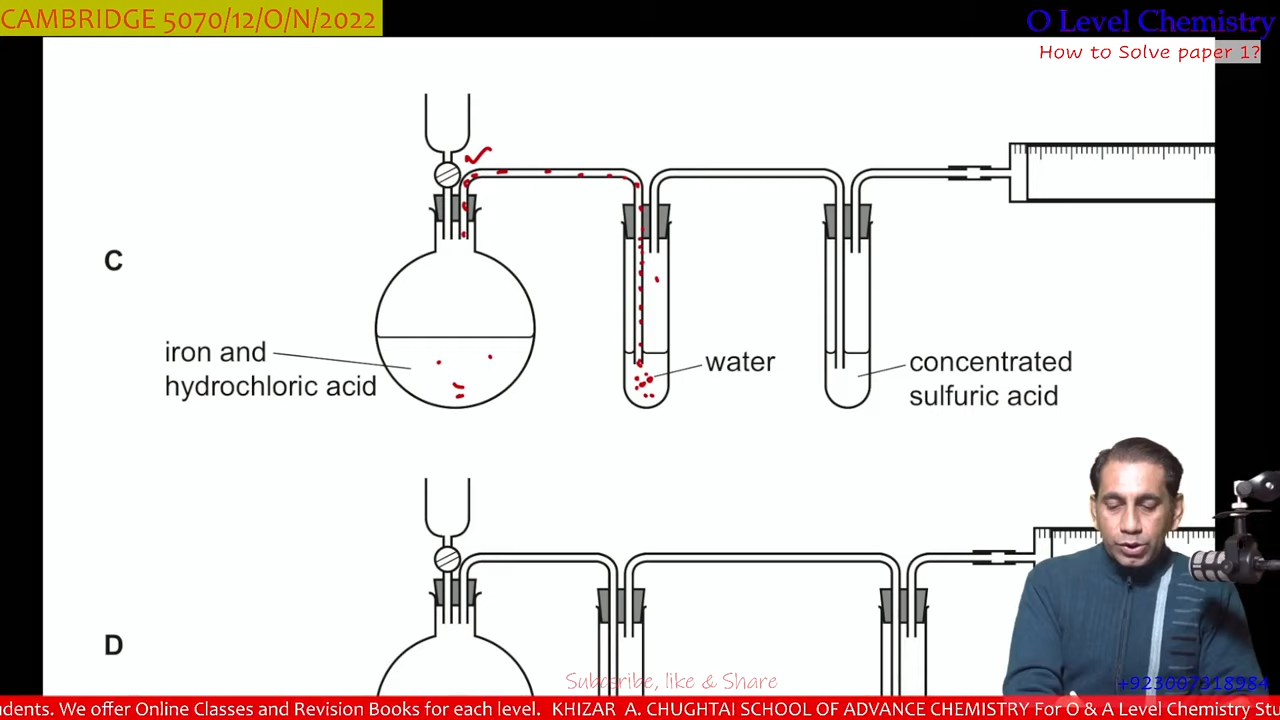 CAMBRIDGE 5070/12/O/N/2022
O Level Chemistry
How to Solve paper 1?
C
iron and
hydrochloric acid
water
concentrated
sulfuric acid
D
Subscribe, like & Share
+923007318984
udents. We offer Online Classes and Revision Books for each level. KHIZAR A. CHUGHTAI SCHOOL OF ADVANCE CHEMISTRY For O & A Level Chemistry Stu